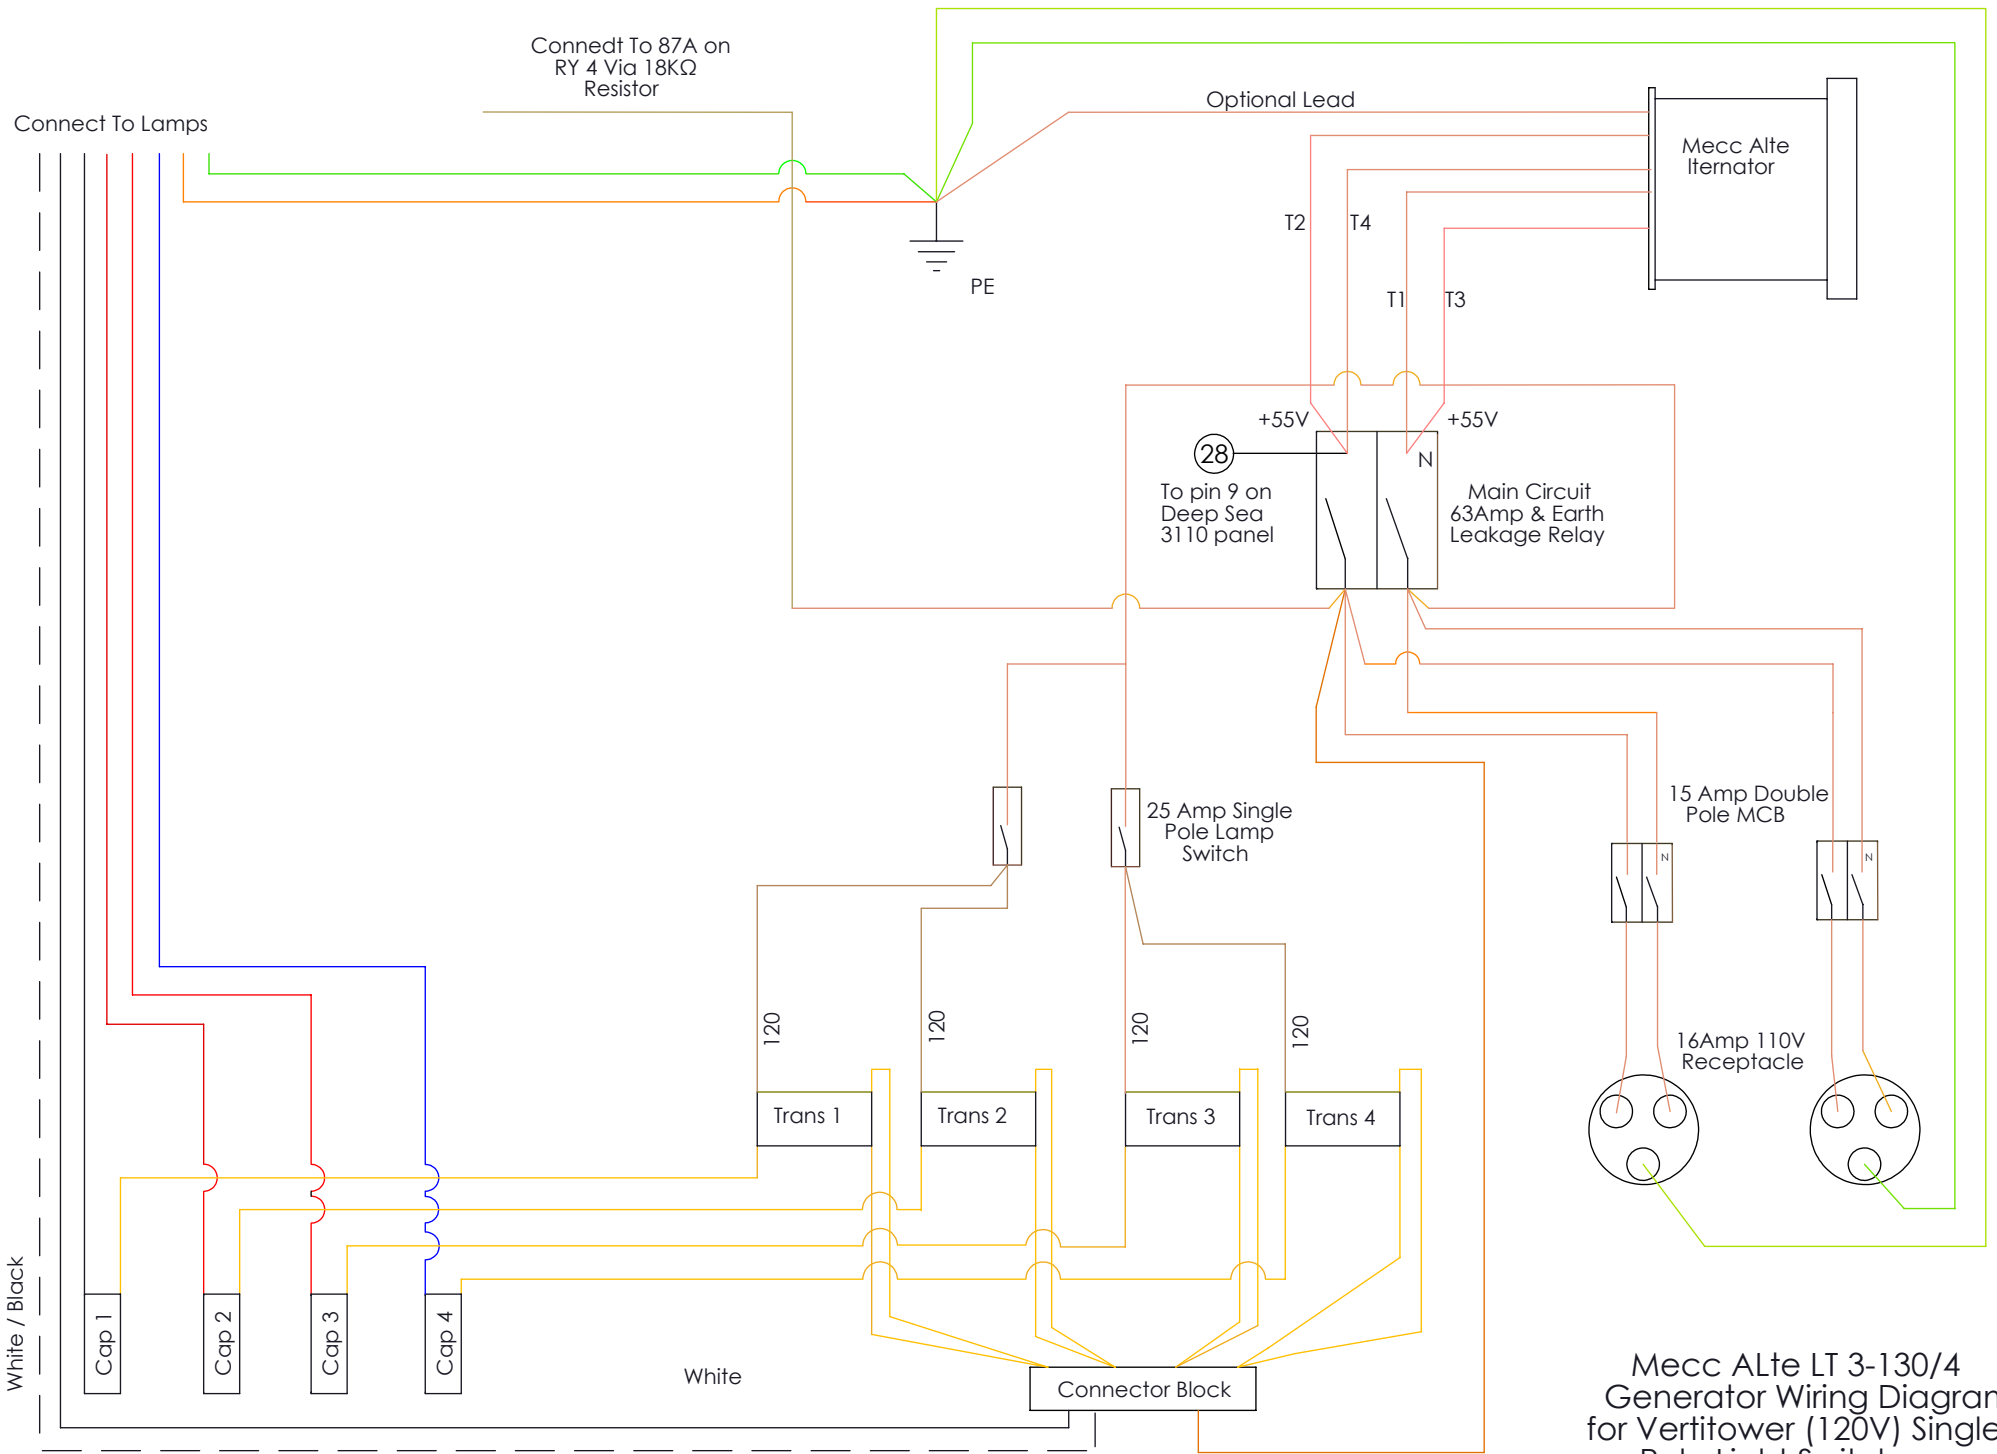 Connedt To 87A on
RY 4 Via 18KΩ
Resistor
Connect To Lamps
Optional Lead
Mecc Alte
lternator
T2
T4
PE
T1
T3
+55V
+55V
28
N
To pin 9 on
Deep Sea
3110 panel
Main Circuit
63Amp & Earth
Leakage Relay
25 Amp Single
Pole Lamp
Switch
15 Amp Double
Pole MCB
N
N
120
120
120
120
16Amp 110V
Receptacle
Trans 1
Trans 2
Trans 3
Trans 4
White / Black
Cap 1
Cap 2
Cap 3
Cap 4
White
Connector Block
Mecc ALte LT 3-130/4
Generator Wiring Diagran
for Vertitower (120V) Single
Pole Light Switch